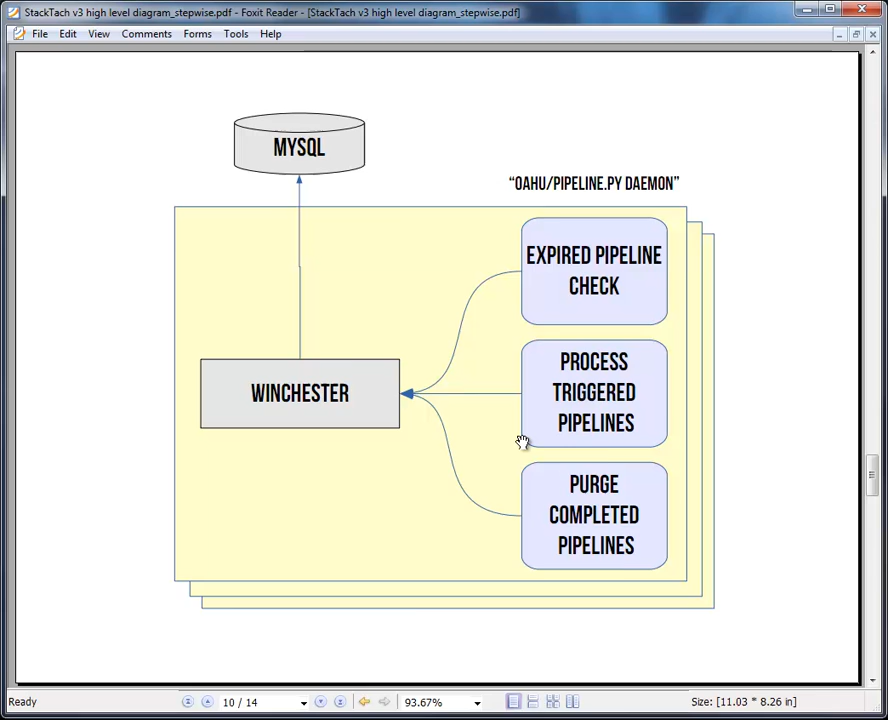 StackTach v3 high level diagram_stepwise.pdf - Foxit Reader - [StackTach v3 high level diagram_stepwise.pdf]
File Edit View Comments Forms Tools Help
MYSQL
“OAHU/PIPELINE.PY DAEMON”
EXPIRED PIPELINE
CHECK
WINCHESTER
PROCESS
TRIGGERED
PIPELINES
PURGE
COMPLETED
PIPELINES
Ready 10 / 14 93.67% Size: [11.03 * 8.26 in]